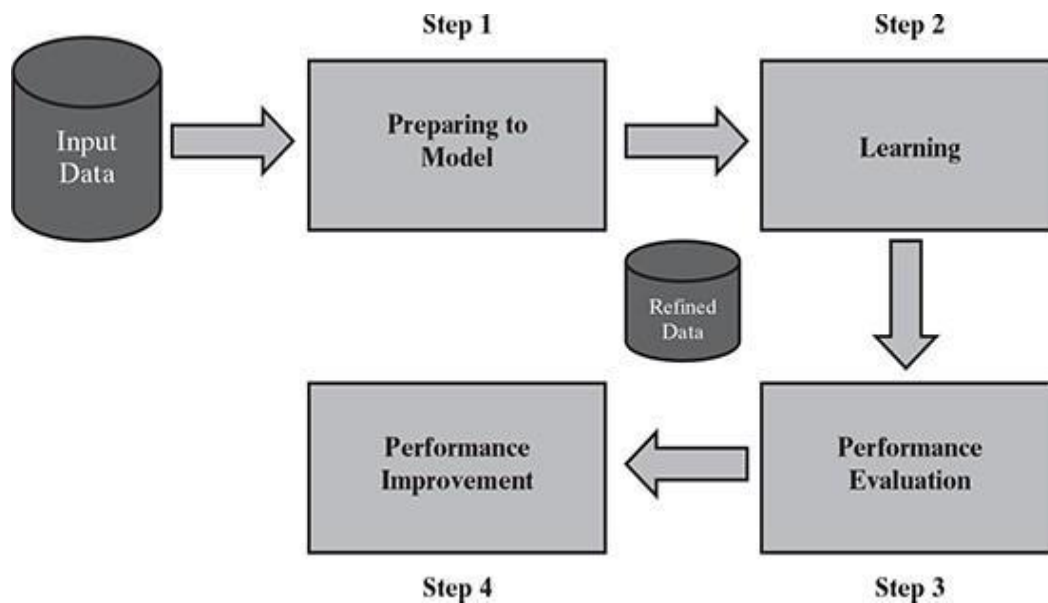 Step 1
Step 2
Input
Data
Preparing to
Model
Learning
Refined
Data
Performance
Improvement
Performance
Evaluation
Step 4
Step 3